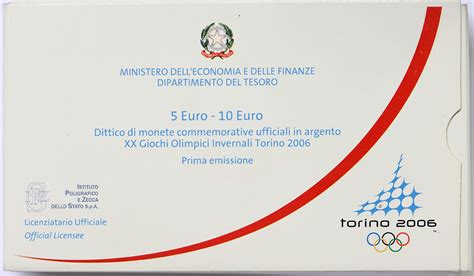 MINISTERO DELL'ECONOMIA E DELLE FINANZE
DIPARTIMENTO DEL TESORO
5 Euro - 10 Euro
Dittico di monete commemorative ufficiali in argento
XX Giochi Olimpici Invernali Torino 2006
Prima emissione
ISTITUTO
POLIGRAFICO
E ZECCA
DELLO STATO S.p.A.
Licenziatario Ufficiale
Official Licensee
torino 2006